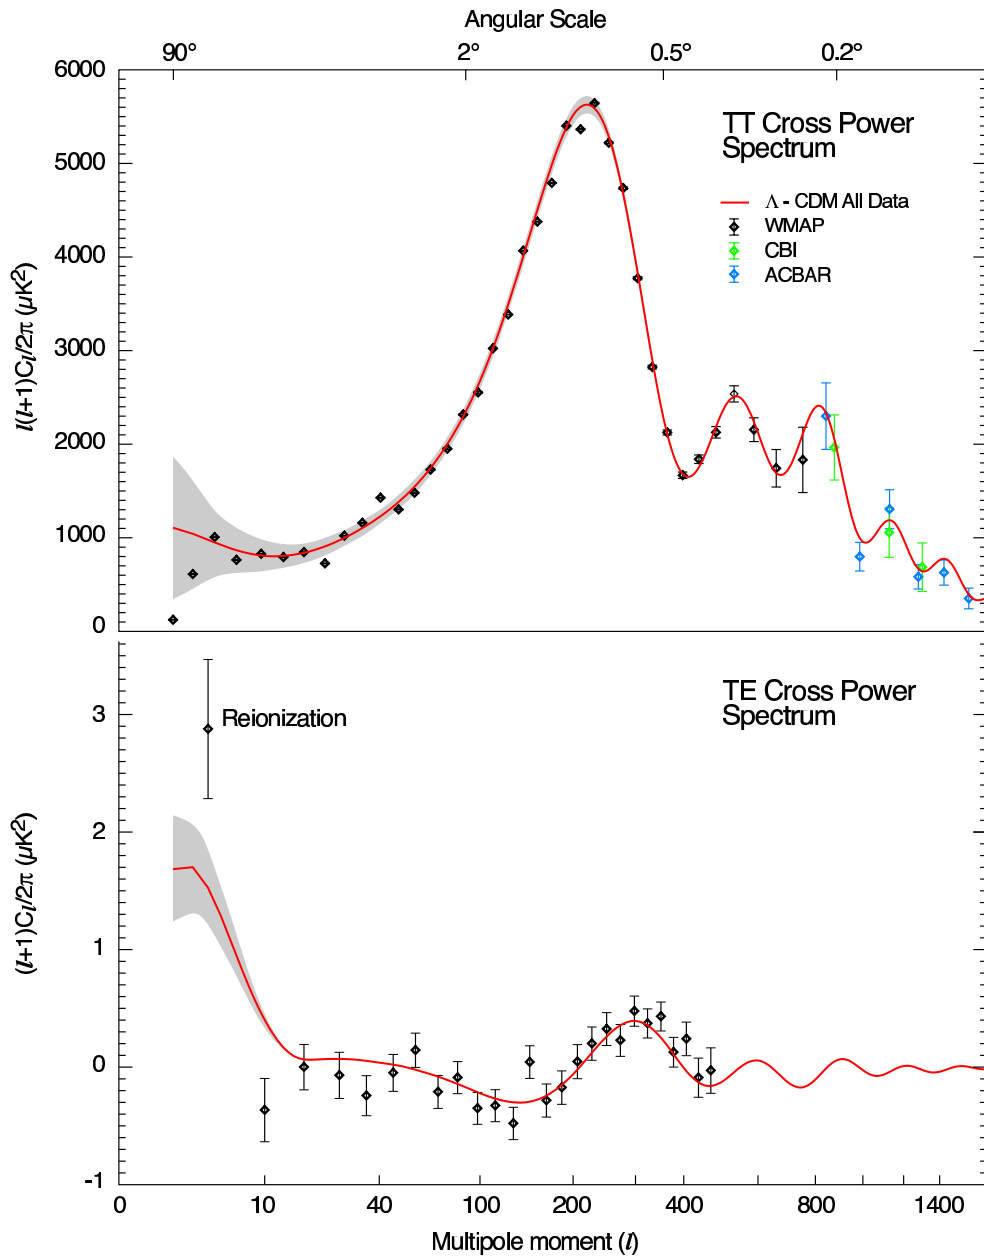 Angular Scale
90° 2° 0.5° 0.2°
6000
5000
4000
3000
2000
1000
0
l(l+1)Cl/2π (μK²)
TT Cross Power
Spectrum
Λ - CDM All Data
WMAP
CBI
ACBAR
TE Cross Power
Spectrum
Reionization
3
2
1
0
-1
(l+1)Cl/2π (μK²)
0 10 40 100 200 400 800 1400
Multipole moment (l)